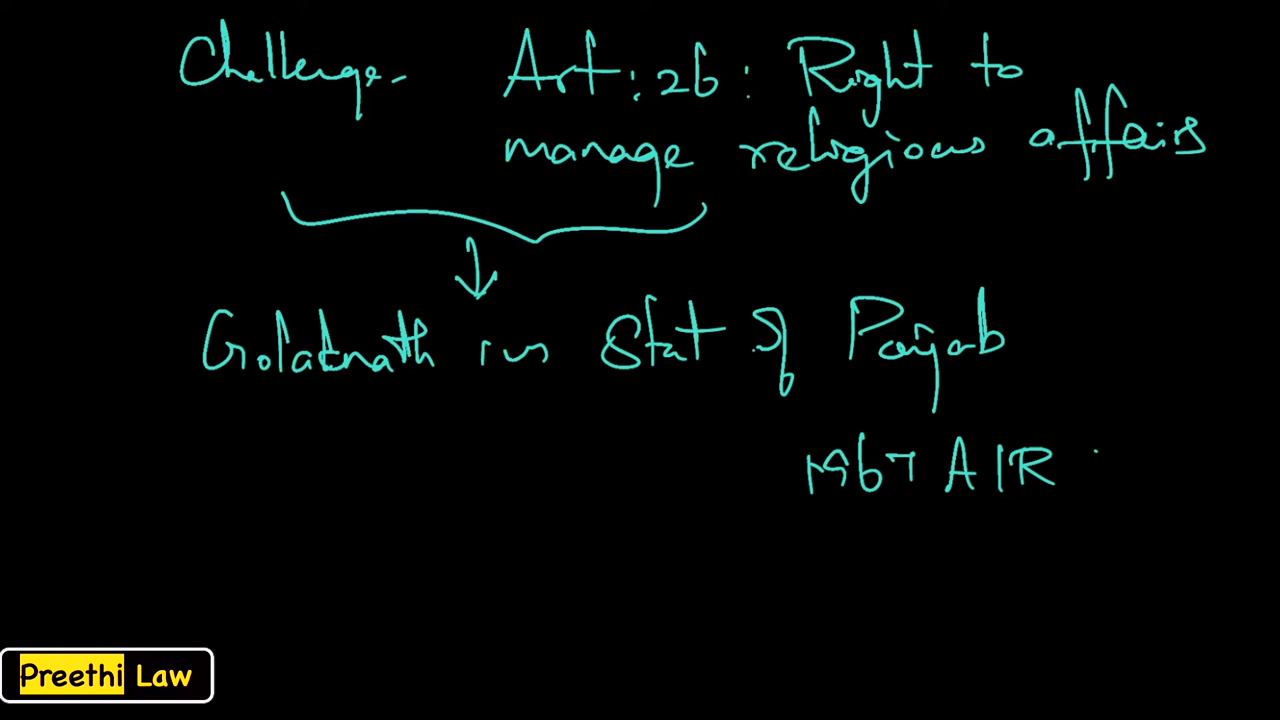 Challenge - Art : 26 : Right to
manage religious affairs
Golaknath vs Stat of Punjab
1967 AIR
Preethi Law